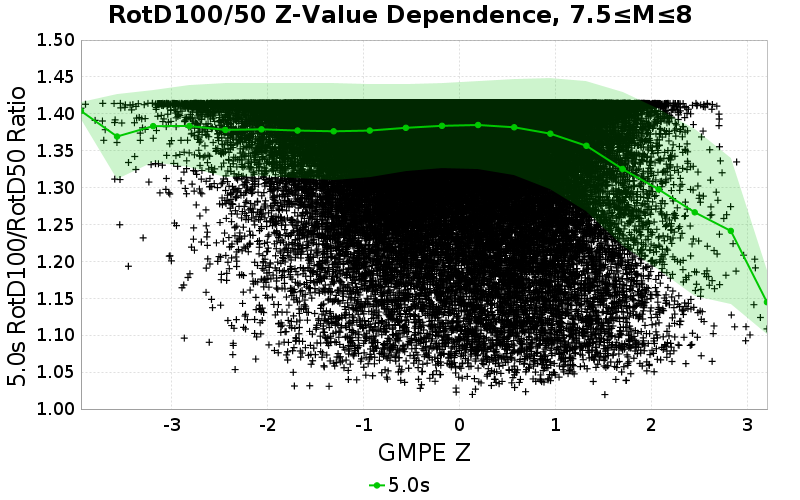 RotD100/50 Z-Value Dependence, 7.5≤M≤8
5.0s RotD100/RotD50 Ratio
1.50
1.45
1.40
1.35
1.30
1.25
1.20
1.15
1.10
1.05
1.00
-3 -2 -1 0 1 2 3
GMPE Z
5.0s